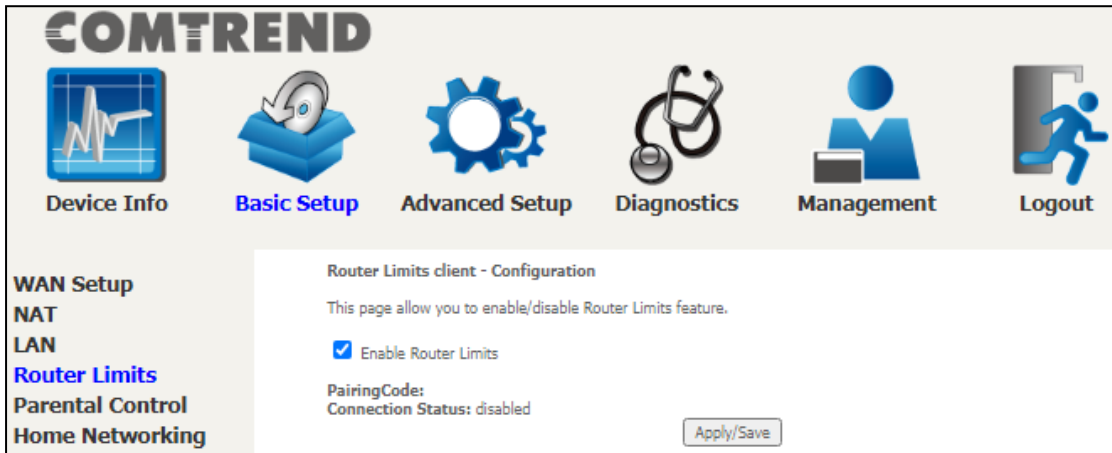 COMTREND
Device Info
Basic Setup
Advanced Setup
Diagnostics
Management
Logout
WAN Setup
NAT
LAN
Router Limits
Parental Control
Home Networking
Router Limits client - Configuration
This page allow you to enable/disable Router Limits feature.
Enable Router Limits
PairingCode:
Connection Status: disabled
Apply/Save